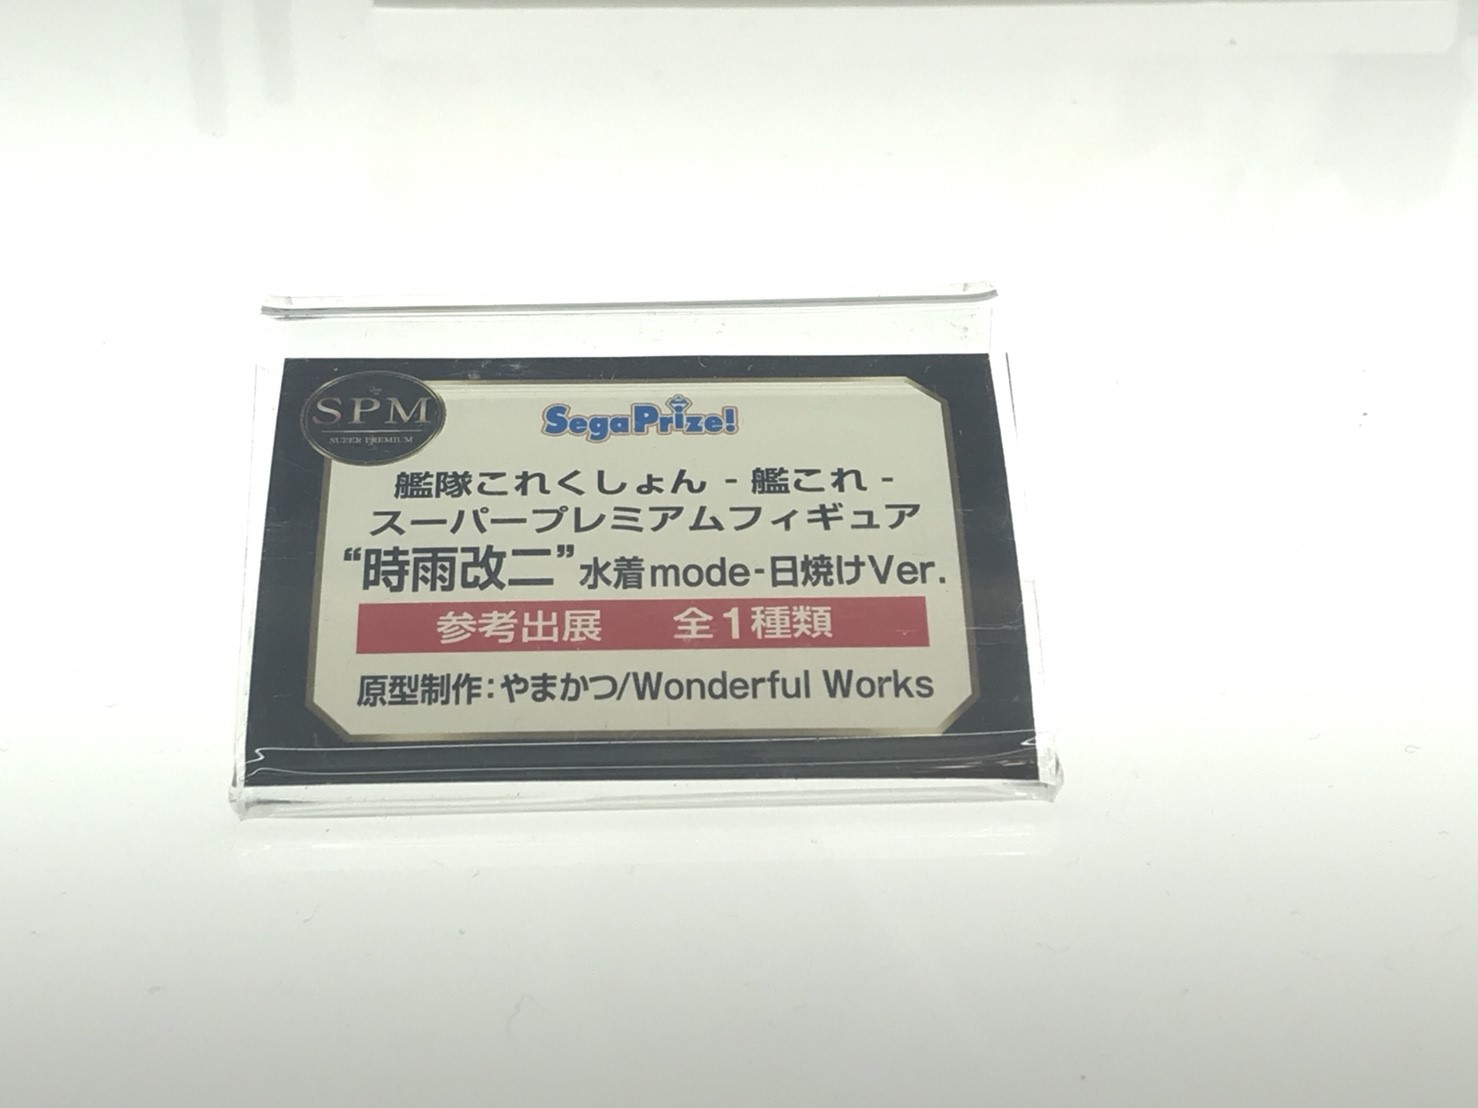 SPM
SUPER PREMIUM
SegaPrize!
艦隊これくしょん - 艦これ -
スーパープレミアムフィギュア
“時雨改二”水着mode-日焼けVer.
参考出展 全1種類
原型制作：やまかつ/Wonderful Works